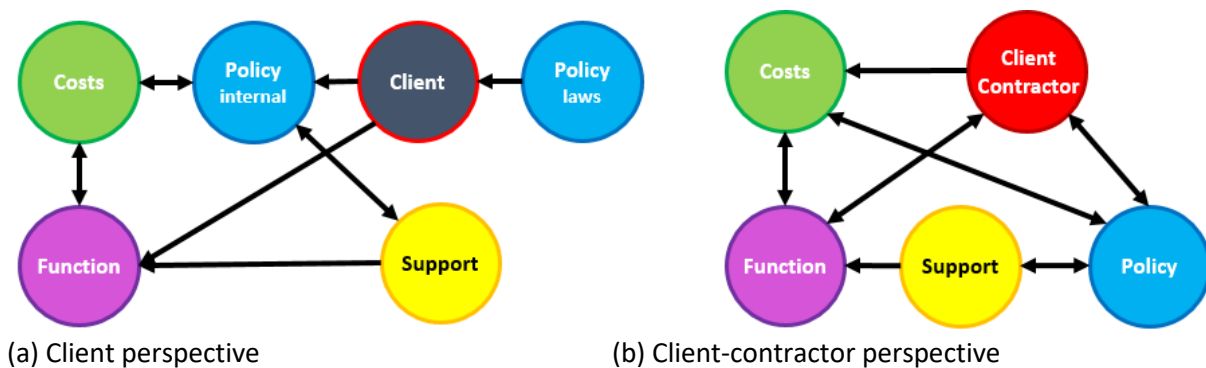 Costs
Policy
internal
Client
Policy
laws
Function
Support
(a) Client perspective
Costs
Client
Contractor
Function
Support
Policy
(b) Client-contractor perspective